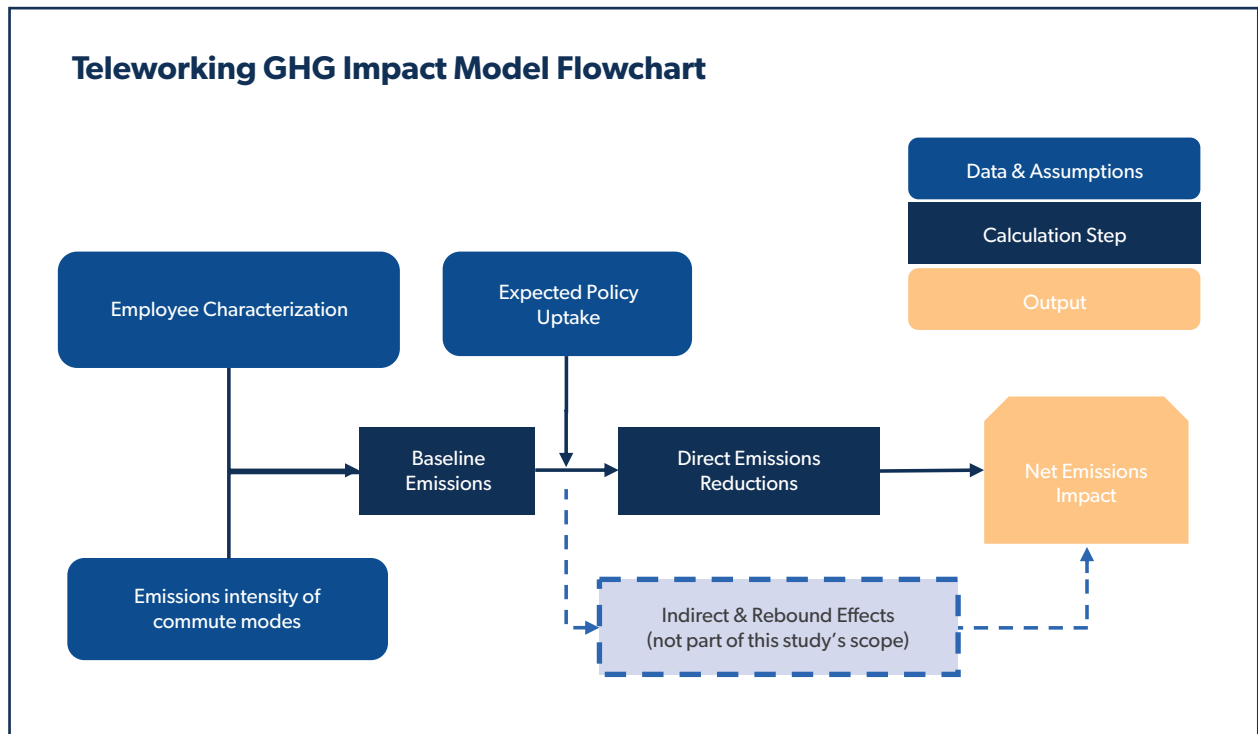 Teleworking GHG Impact Model Flowchart
Data & Assumptions
Calculation Step
Output
Employee Characterization
Expected Policy
Uptake
Baseline
Emissions
Direct Emissions
Reductions
Net Emissions
Impact
Emissions intensity of
commute modes
Indirect & Rebound Effects
(not part of this study’s scope)